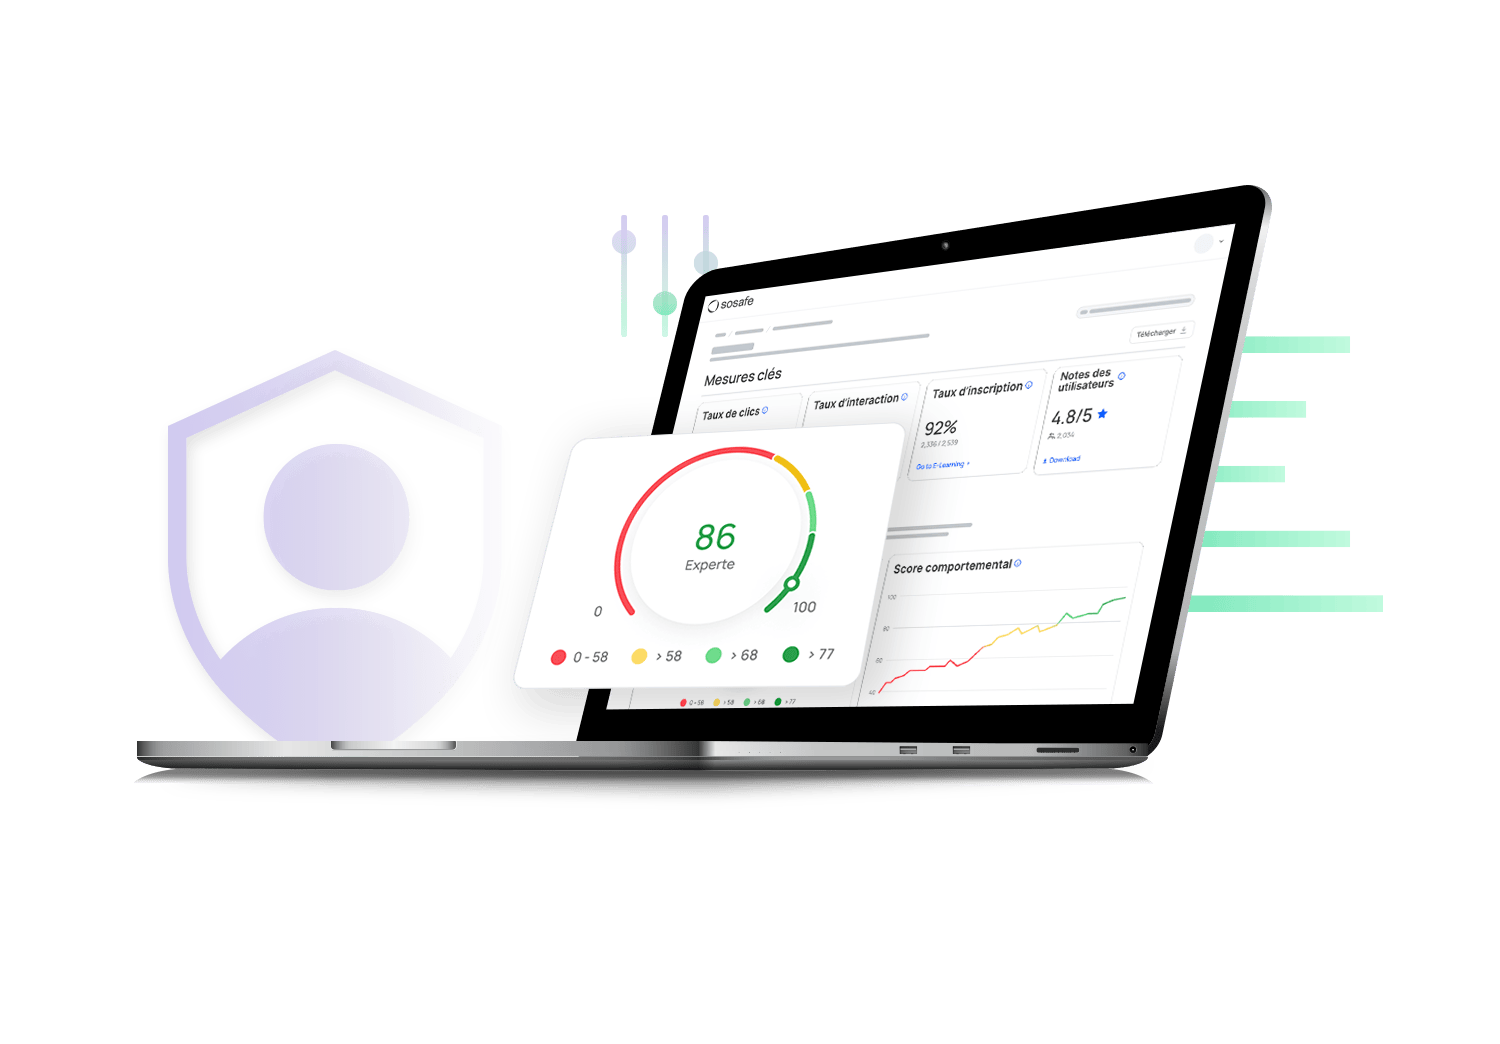 sosafe
Télécharger
Mesures clés
Taux de clics
Taux d'interaction
Taux d'inscription
92%
2,336 / 2,539
Go to E-Learning
Notes des
utilisateurs
4.8/5
2,034
Download
86
Experte
0
100
0 - 58
> 58
> 68
> 77
Score comportemental
100
80
60
40
0 - 58
> 58
> 68
> 77